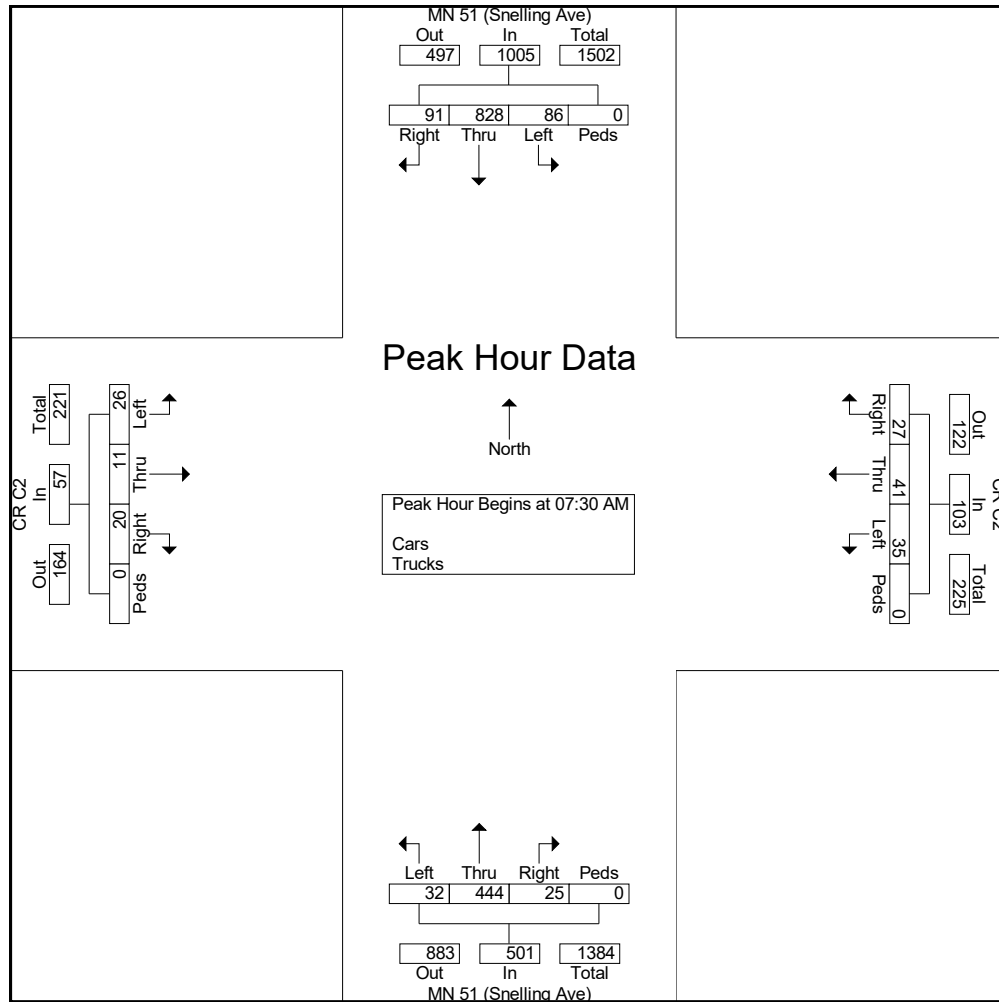 MN 51 (Snelling Ave)
Out In Total
497 1005 1502
91 828 86 0
Right Thru Left Peds
Peak Hour Data
North
Peak Hour Begins at 07:30 AM
Cars
Trucks
CR C2
Total In Out
221 57 164
26 11 20 0
Left Thru Right Peds
Right Thru Left Peds
27 41 35 0
Out In Total
122 103 225
CR C2
Left Thru Right Peds
32 444 25 0
883 501 1384
Out In Total
MN 51 (Snelling Ave)